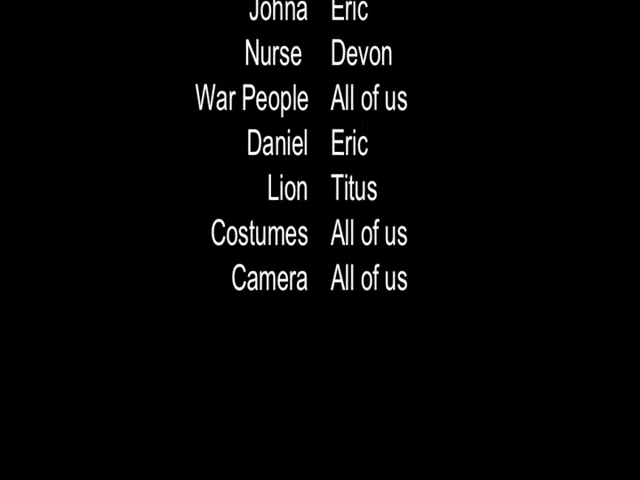 Johna Eric
Nurse Devon
War People All of us
Daniel Eric
Lion Titus
Costumes All of us
Camera All of us